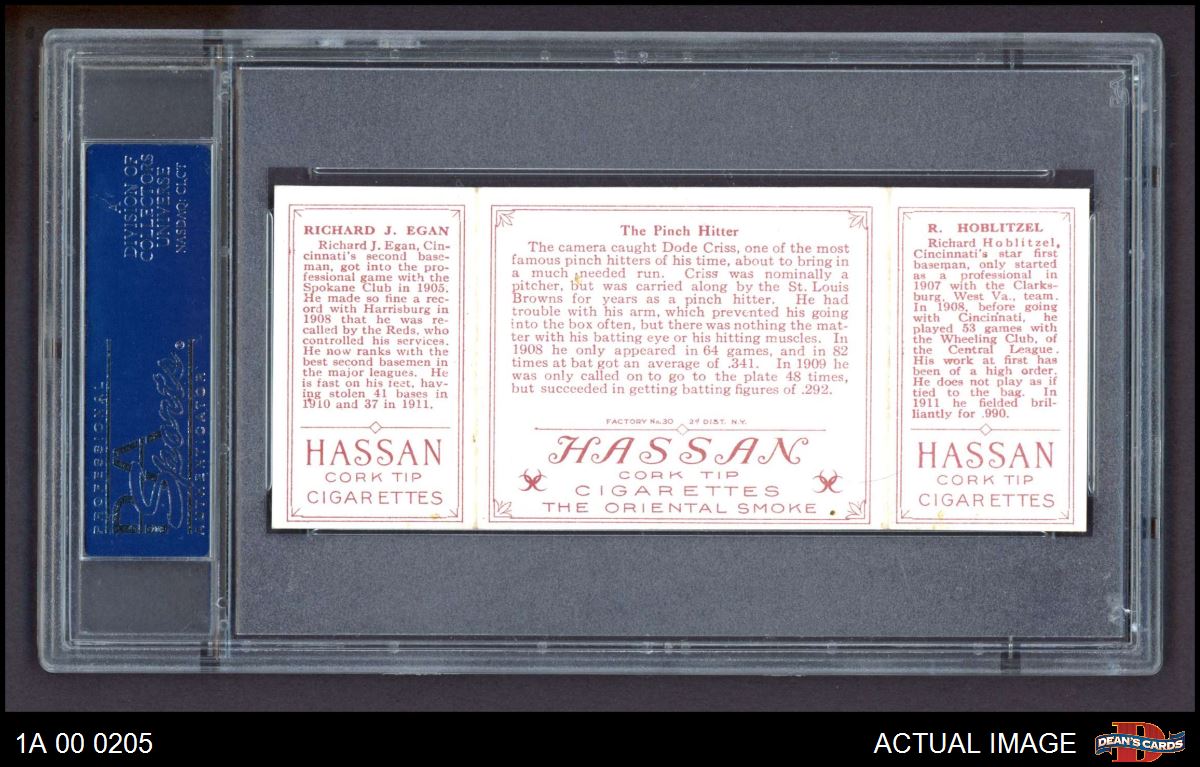 A
DIVISION OF
COLLECTORS
UNIVERSE
NASDAQ: CLCT
PROFESSIONAL
PSA
Sports
AUTHENTICATOR
RICHARD J. EGAN
Richard J. Egan, Cin-
cinnati's second base-
man, got into the pro-
fessional game with the
Spokane Club in 1905.
He made so fine a rec-
ord with Harrisburg in
1908 that he was re-
called by the Reds, who
controlled his services.
He now ranks with the
best second basemen in
the major leagues. He
is fast on his feet, hav-
ing stolen 41 bases in
1910 and 37 in 1911.
HASSAN
CORK TIP
CIGARETTES
The Pinch Hitter
The camera caught Dode Criss, one of the most
famous pinch hitters of his time, about to bring in
a much needed run. Criss was nominally a
pitcher, but was carried along by the St. Louis
Browns for years as a pinch hitter. He had
trouble with his arm, which prevented his going
into the box often, but there was nothing the mat-
ter with his batting eye or his hitting muscles. In
1908 he only appeared in 64 games, and in 82
times at bat got an average of .341. In 1909 he
was only called on to go to the plate 48 times,
but succeeded in getting batting figures of .292.
FACTORY No.30 2d DIST. N.Y.
HASSAN
CORK TIP
CIGARETTES
THE ORIENTAL SMOKE
R. HOBLITZEL
Richard Hoblitzel,
Cincinnati's star first
baseman, only started
as a professional in
1907 with the Clarks-
burg, West Va., team.
In 1908, before going
with Cincinnati, he
played 53 games with
the Wheeling Club, of
the Central League.
His work at first has
been of a high order.
He does not play as if
tied to the bag. In
1911 he fielded bril-
liantly for .990.
HASSAN
CORK TIP
CIGARETTES
1A 00 0205
ACTUAL IMAGE
D
DEAN'S CARDS